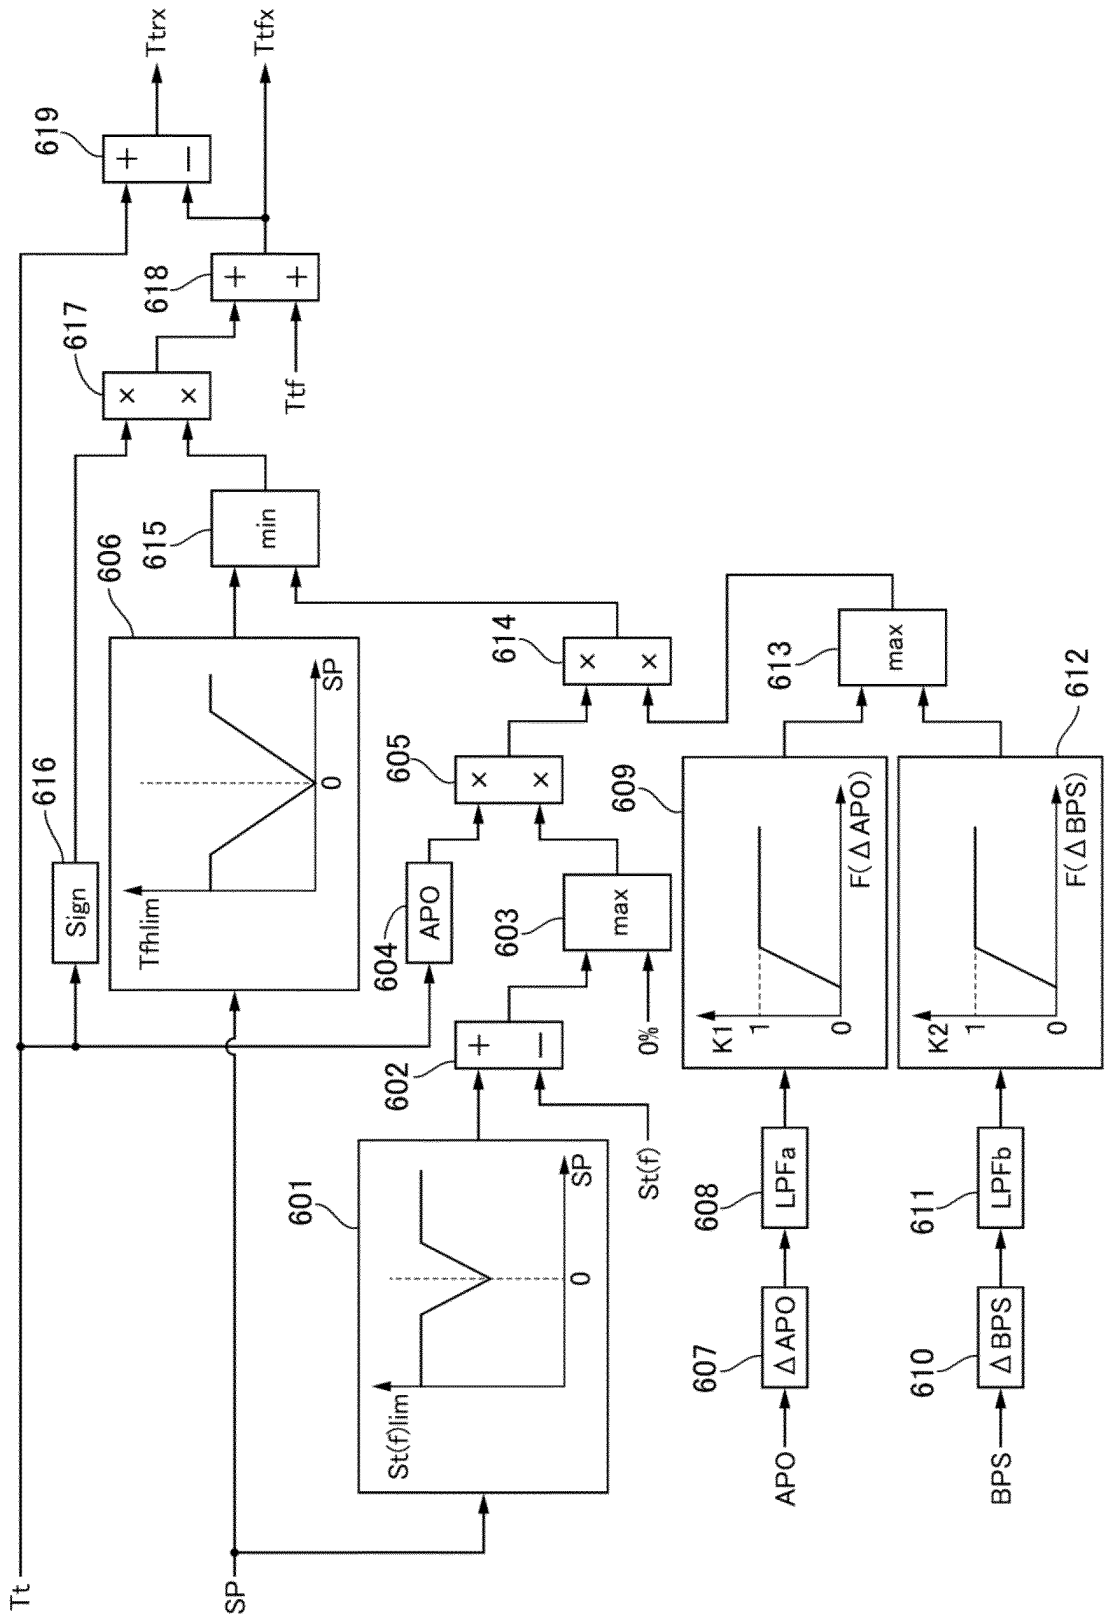 Tt
SP
616
Sign
Tfhlim
SP
0
606
615
min
617
×
×
618
+
+
Ttf
619
+
−
Ttrx
Ttfx
601
St(f)lim
SP
0
602
+
−
St(f)
604
APO
603
max
0%
605
×
×
614
×
×
APO
607
ΔAPO
608
LPFa
609
K1
1
0
F(ΔAPO)
613
max
BPS
610
ΔBPS
611
LPFb
612
K2
1
0
F(ΔBPS)